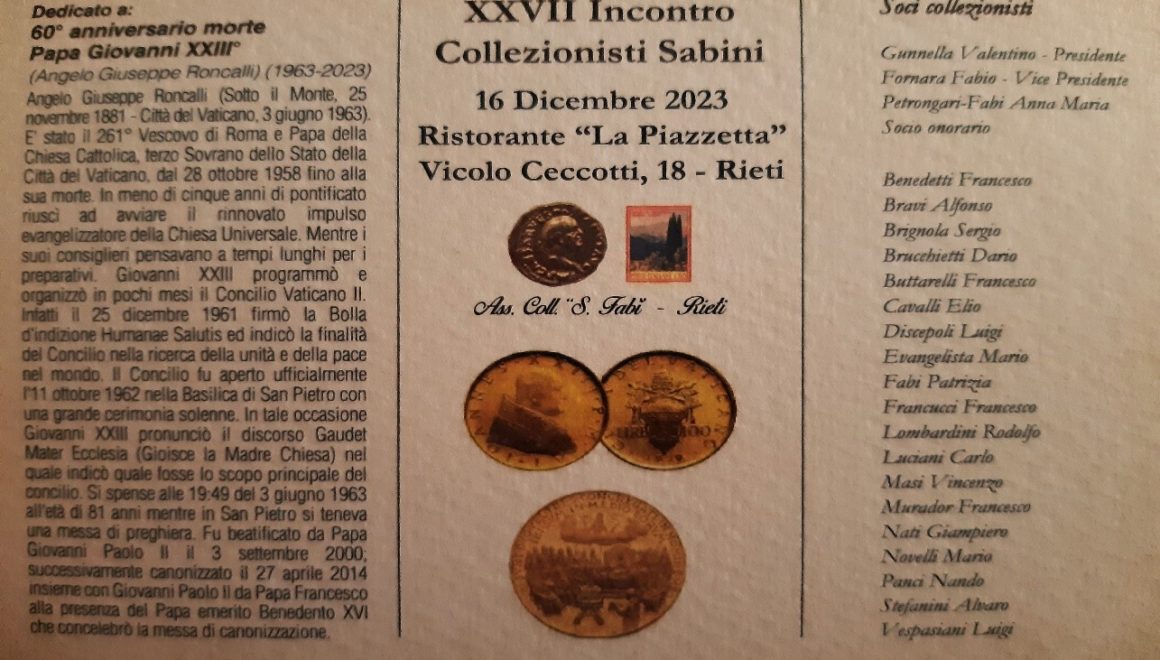 Dedicato a:
60° anniversario morte
Papa Giovanni XXIII°
(Angelo Giuseppe Roncalli) (1963-2023)
Angelo Giuseppe Roncalli (Sotto il Monte, 25
novembre 1881 - Città del Vaticano, 3 giugno 1963).
E' stato il 261° Vescovo di Roma e Papa della
Chiesa Cattolica, terzo Sovrano dello Stato della
Città del Vaticano, dal 28 ottobre 1958 fino alla
sua morte. In meno di cinque anni di pontificato
riuscì ad avviare il rinnovato impulso
evangelizzatore della Chiesa Universale. Mentre i
suoi consiglieri pensavano a tempi lunghi per i
preparativi. Giovanni XXIII programmò e
organizzò in pochi mesi il Concilio Vaticano II.
Infatti il 25 dicembre 1961 firmò la Bolla
d'indizione Humanae Salutis ed indicò la finalità
del Concilio nella ricerca della unità e della pace
nel mondo. Il Concilio fu aperto ufficialmente
l'11 ottobre 1962 nella Basilica di San Pietro con
una grande cerimonia solenne. In tale occasione
Giovanni XXIII pronunciò il discorso Gaudet
Mater Ecclesia (Gioisce la Madre Chiesa) nel
quale indicò quale fosse lo scopo principale del
concilio. Si spense alle 19:49 del 3 giugno 1963
all'età di 81 anni mentre in San Pietro si teneva
una messa di preghiera. Fu beatificato da Papa
Giovanni Paolo II il 3 settembre 2000;
successivamente canonizzato il 27 aprile 2014
insieme con Giovanni Paolo II da Papa Francesco
alla presenza del Papa emerito Benedento XVI
che concelebrò la messa di canonizzazione.
XXVII Incontro
Collezionisti Sabini
16 Dicembre 2023
Ristorante “La Piazzetta”
Vicolo Ceccotti, 18 - Rieti
Ass. Coll. "S. Fabi" - Rieti
Soci collezionisti
Gunnella Valentino - Presidente
Fornara Fabio - Vice Presidente
Petrongari-Fabi Anna Maria
Socio onorario
Benedetti Francesco
Bravi Alfonso
Brignola Sergio
Brucchietti Dario
Buttarelli Francesco
Cavalli Elio
Discepoli Luigi
Evangelista Mario
Fabi Patrizia
Francucci Francesco
Lombardini Rodolfo
Luciani Carlo
Masi Vincenzo
Murador Francesco
Nati Giampiero
Novelli Mario
Panci Nando
Stefanini Alvaro
Vespasiani Luigi